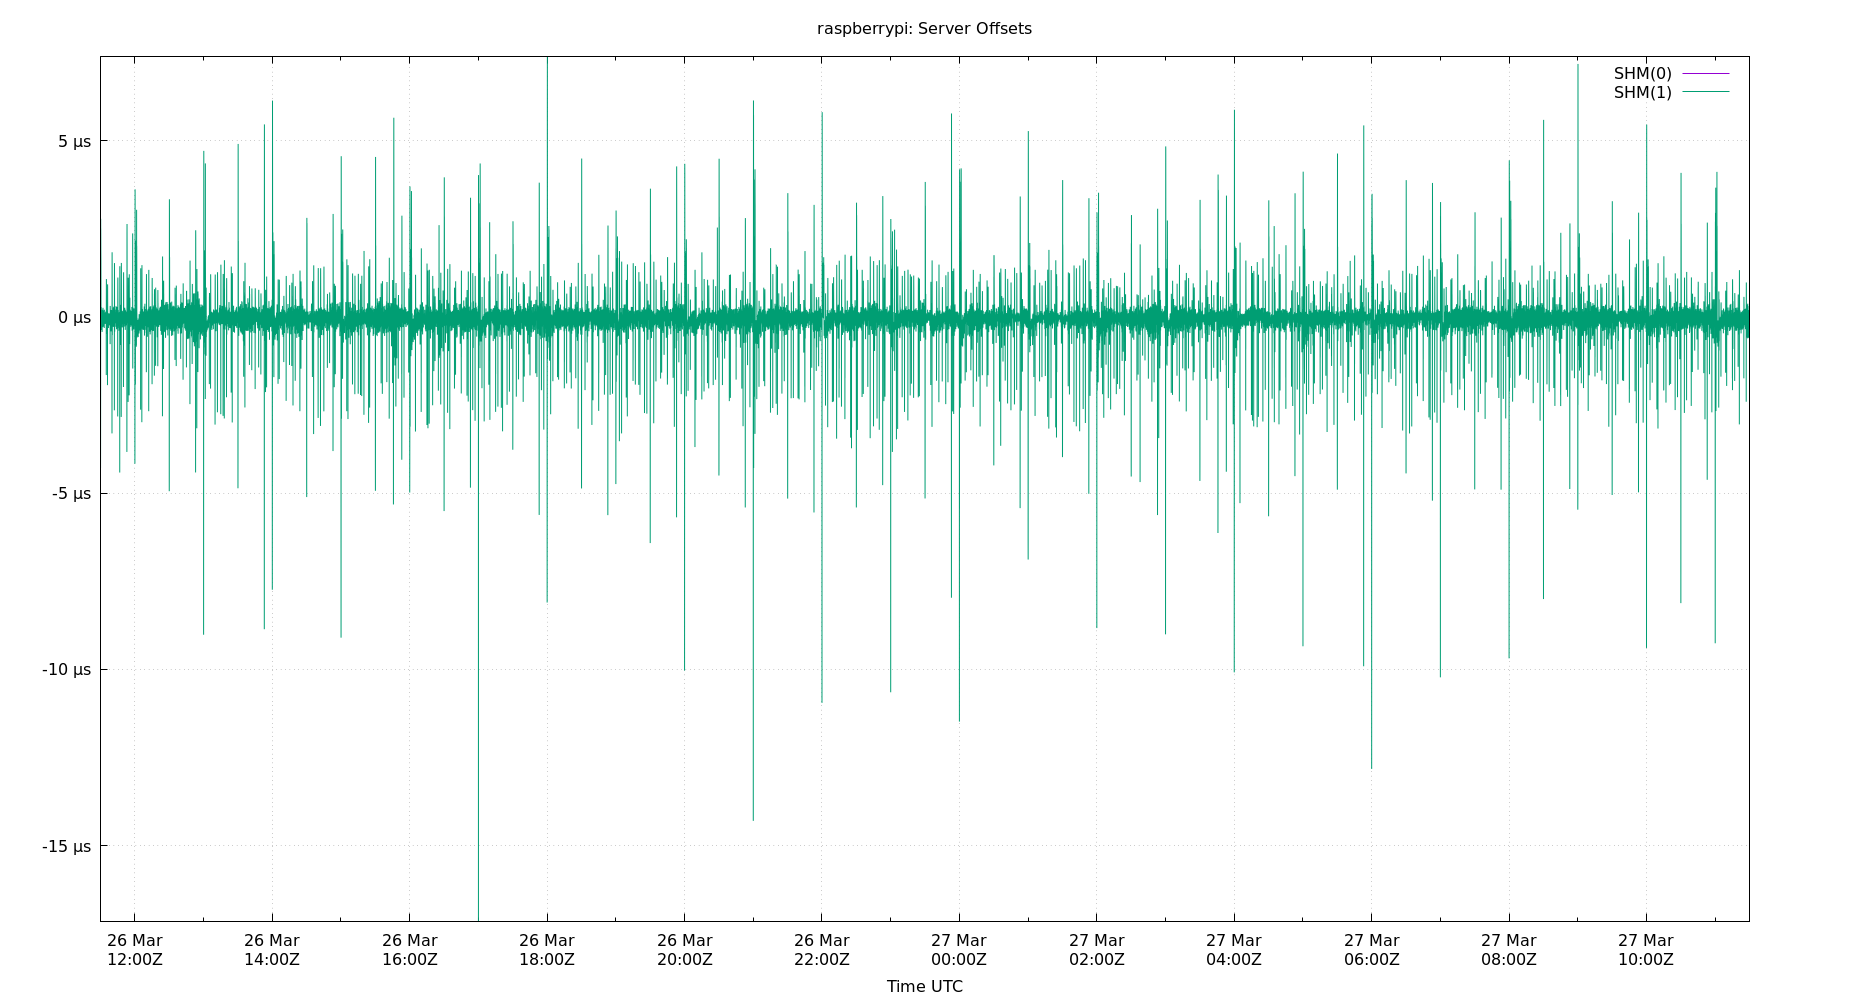 raspberrypi: Server Offsets
SHM(0)
SHM(1)
5 µs
0 µs
-5 µs
-10 µs
-15 µs
26 Mar 26 Mar 26 Mar 26 Mar 26 Mar 26 Mar 27 Mar 27 Mar 27 Mar 27 Mar 27 Mar 27 Mar
12:00Z 14:00Z 16:00Z 18:00Z 20:00Z 22:00Z 00:00Z 02:00Z 04:00Z 06:00Z 08:00Z 10:00Z
Time UTC